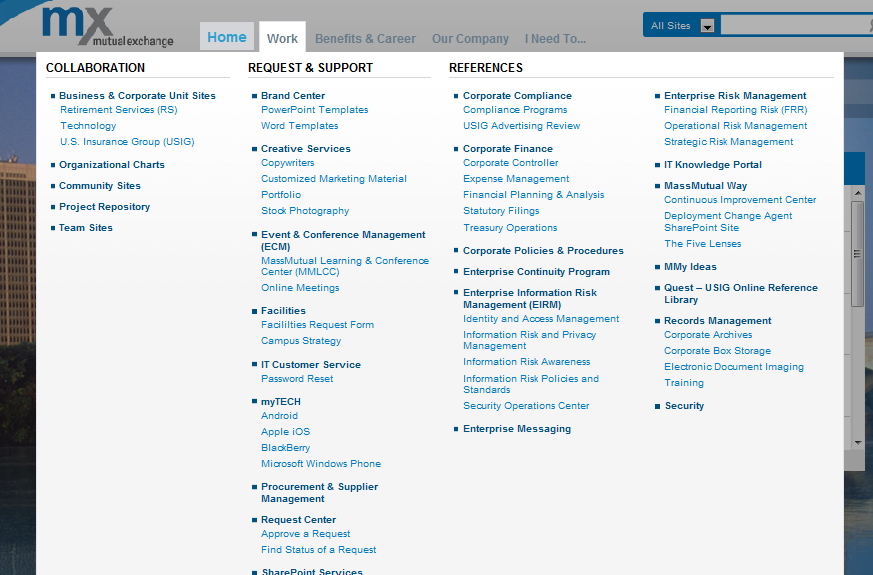 mx
mutualexchange
Home
Work
Benefits & Career
Our Company
I Need To...
All Sites
COLLABORATION
Business & Corporate Unit Sites
Retirement Services (RS)
Technology
U.S. Insurance Group (USIG)
Organizational Charts
Community Sites
Project Repository
Team Sites
REQUEST & SUPPORT
Brand Center
PowerPoint Templates
Word Templates
Creative Services
Copywriters
Customized Marketing Material
Portfolio
Stock Photography
Event & Conference Management
(ECM)
MassMutual Learning & Conference
Center (MMLCC)
Online Meetings
Facilities
Facililties Request Form
Campus Strategy
IT Customer Service
Password Reset
myTECH
Android
Apple iOS
BlackBerry
Microsoft Windows Phone
Procurement & Supplier
Management
Request Center
Approve a Request
Find Status of a Request
SharePoint Services
REFERENCES
Corporate Compliance
Compliance Programs
USIG Advertising Review
Corporate Finance
Corporate Controller
Expense Management
Financial Planning & Analysis
Statutory Filings
Treasury Operations
Corporate Policies & Procedures
Enterprise Continuity Program
Enterprise Information Risk
Management (EIRM)
Identity and Access Management
Information Risk and Privacy
Management
Information Risk Awareness
Information Risk Policies and
Standards
Security Operations Center
Enterprise Messaging
Enterprise Risk Management
Financial Reporting Risk (FRR)
Operational Risk Management
Strategic Risk Management
IT Knowledge Portal
MassMutual Way
Continuous Improvement Center
Deployment Change Agent
SharePoint Site
The Five Lenses
MMy Ideas
Quest – USIG Online Reference
Library
Records Management
Corporate Archives
Corporate Box Storage
Electronic Document Imaging
Training
Security